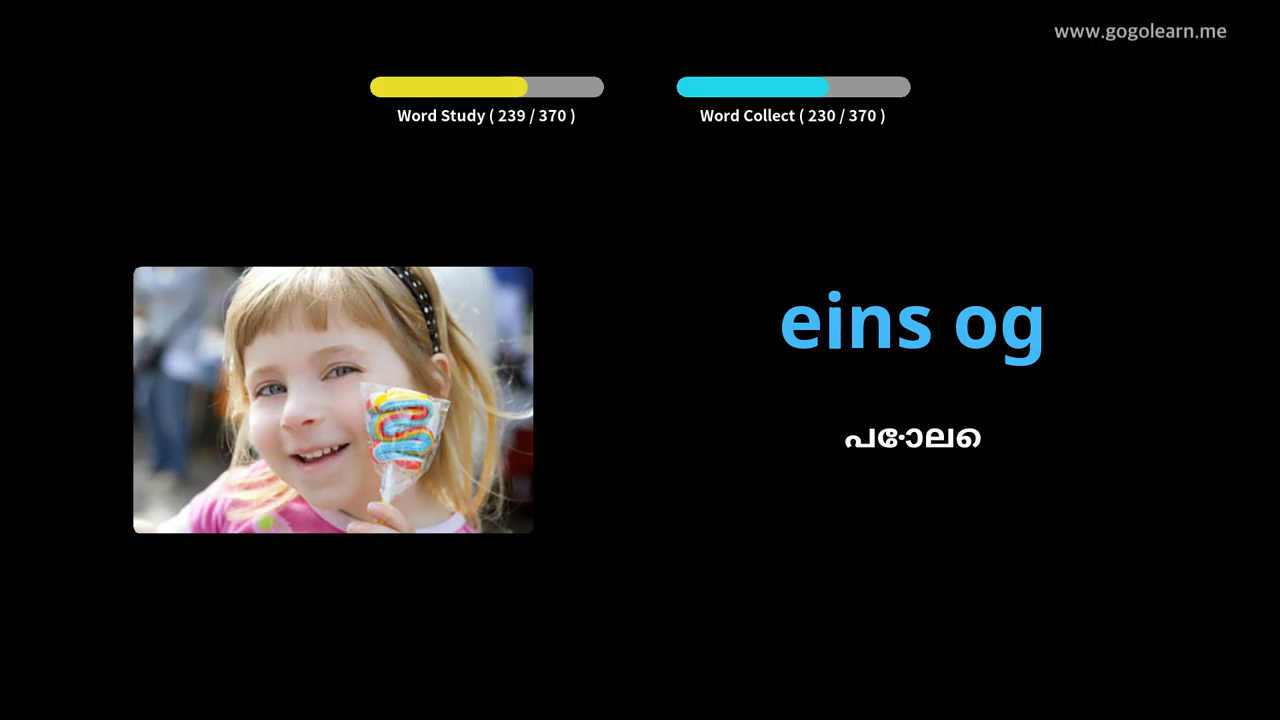 www.gogolearn.me
Word Study ( 239 / 370 )
Word Collect ( 230 / 370 )
eins og
പോലെ